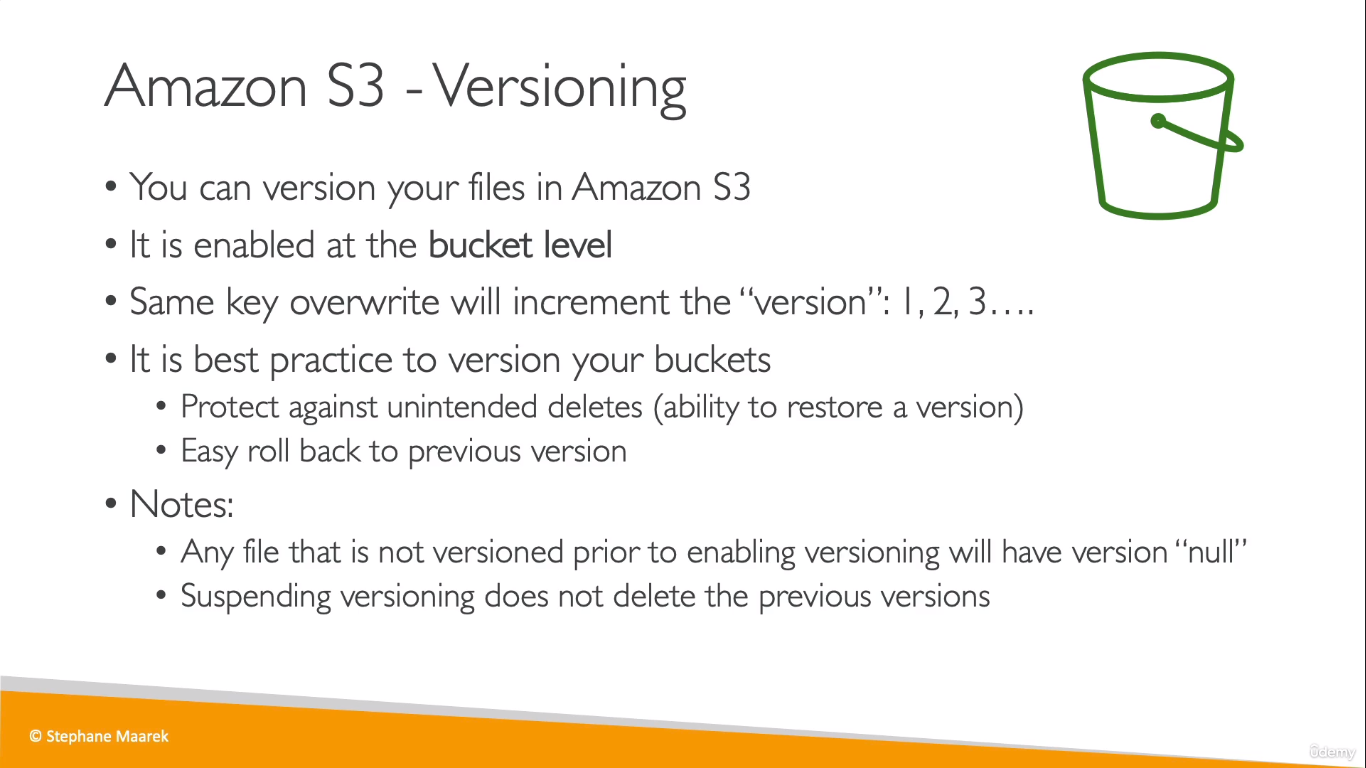 Amazon S3 - Versioning
• You can version your files in Amazon S3
• It is enabled at the bucket level
• Same key overwrite will increment the “version”: 1, 2, 3….
• It is best practice to version your buckets
• Protect against unintended deletes (ability to restore a version)
• Easy roll back to previous version
• Notes:
• Any file that is not versioned prior to enabling versioning will have version “null”
• Suspending versioning does not delete the previous versions
© Stephane Maarek
ûdemy